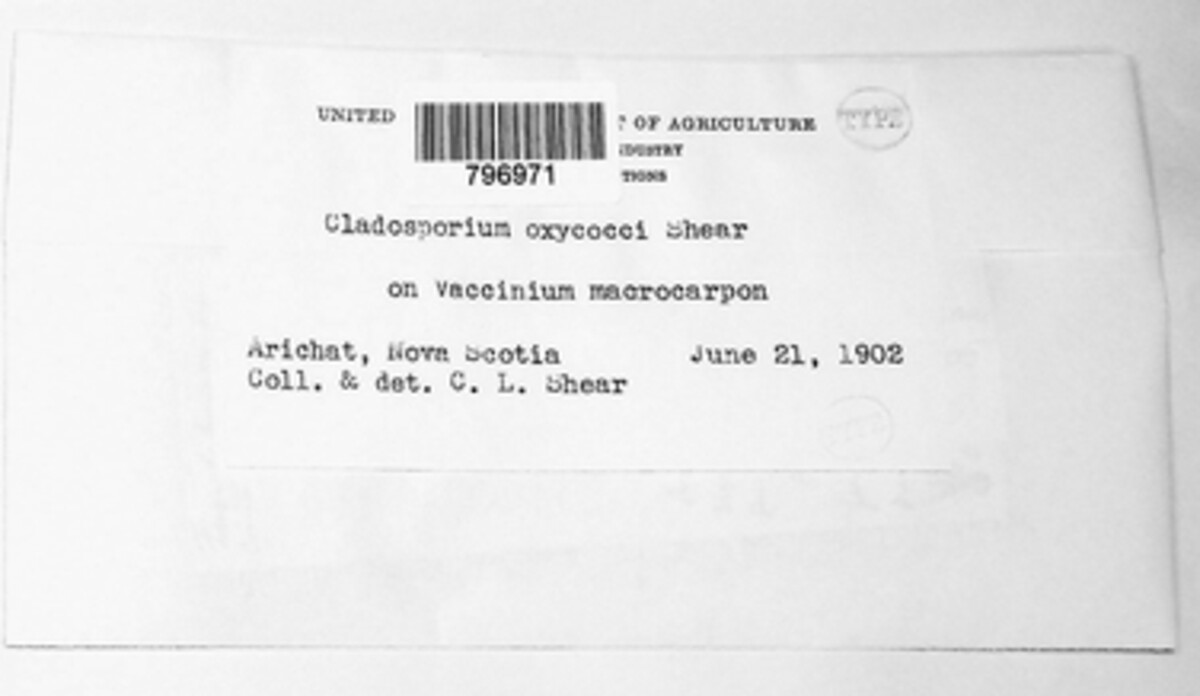 UNITED T OF AGRICULTURE
DUSTRY
TIONS
796971
TYPE
Cladosporium oxycocci Shear
on Vaccinium macrocarpon
Arichat, Nova Scotia June 21, 1902
Coll. & det. C. L. Shear